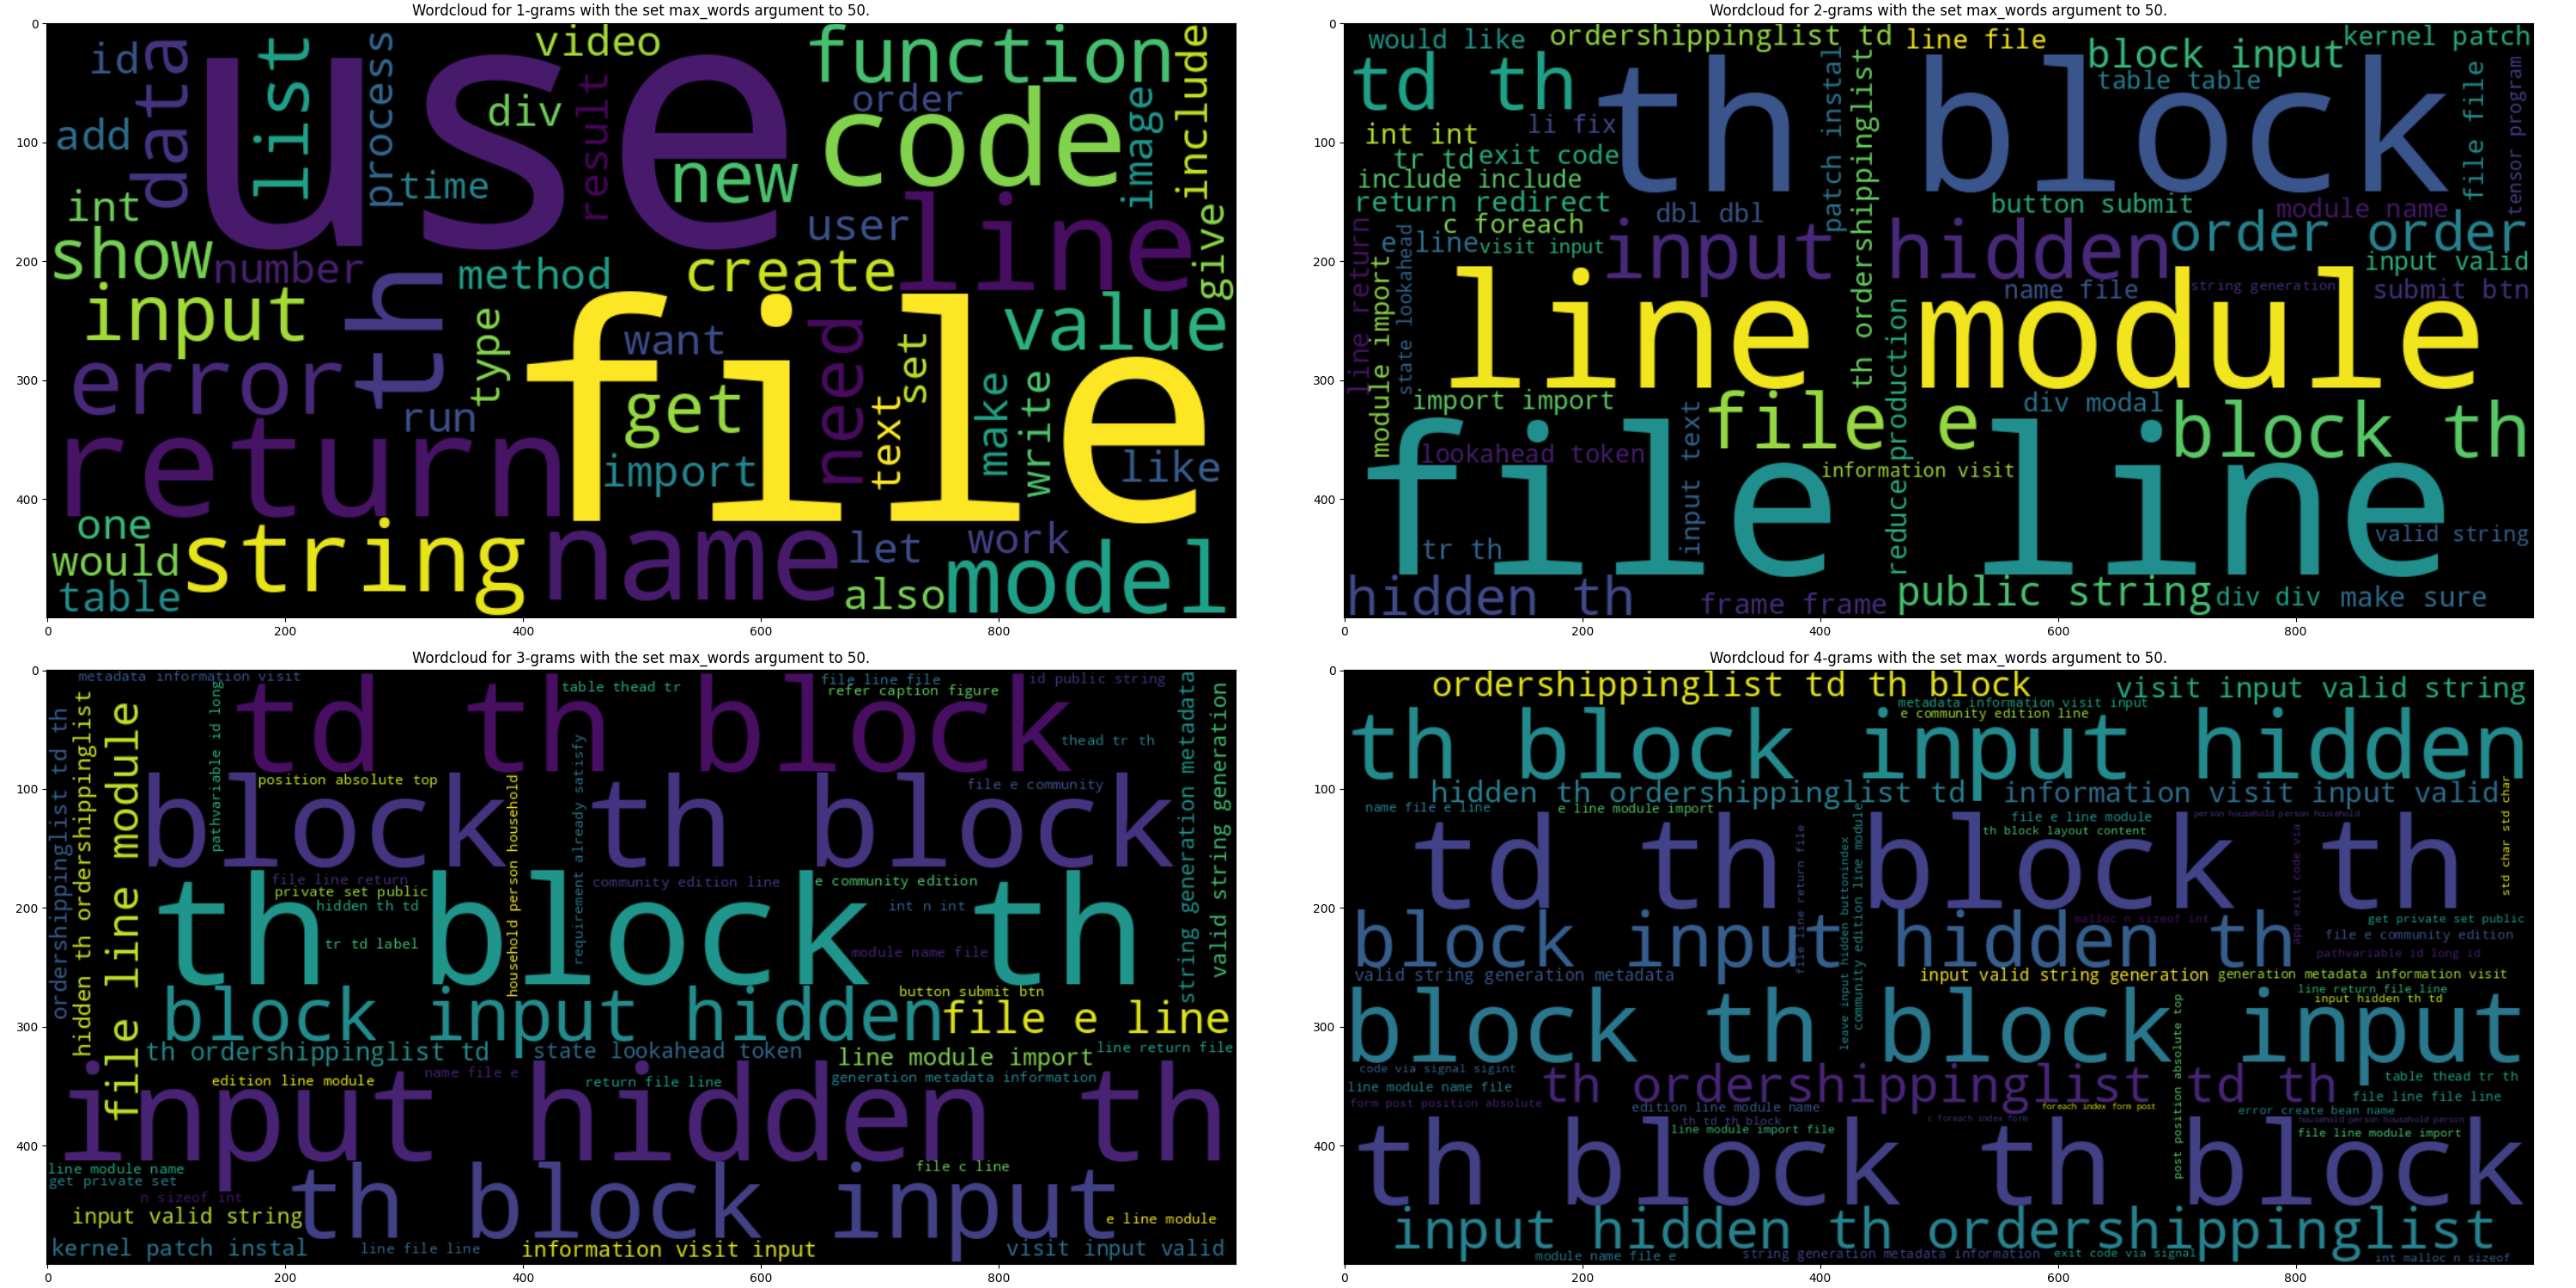 Wordcloud for 1-grams with the set max_words argument to 50.
use
file
code
function
return
line
string
name
model
error
input
th
data
list
value
show
create
get
new
need
id
add
process
div
video
result
order
image
include
time
int
number
method
user
give
type
want
set
run
import
text
make
write
like
one
would
table
let
work
also
0
100
200
300
400
0
200
400
600
800
Wordcloud for 2-grams with the set max_words argument to 50.
th block
line module
file line
input hidden
td th
block th
file e
order order
hidden th
public string
block input
would like
ordershippinglist td
line file
kernel patch
table table
file file
tensor program
int int
li fix
tr td
exit code
include include
return redirect
c foreach
e line
visit input
dbl dbl
patch instal
th ordershippinglist
button submit
module name
input valid
name file
string generation
submit btn
line return
module import
state lookahead
import import
lookahead token
input text
reduce production
div modal
information visit
valid string
tr th
frame frame
div div
make sure
0
100
200
300
400
0
200
400
600
800
Wordcloud for 3-grams with the set max_words argument to 50.
metadata information visit
table thead tr
file line file
refer caption figure
id public string
td th block
thead tr th
position absolute top
file e community
block th block
ordershippinglist td th
hidden th ordershippinglist
file line module
pathvariable id long
household person household
requirement already satisfy
string generation metadata
valid string generation
file line return
private set public
hidden th td
tr td label
community edition line
e community edition
int n int
module name file
th block th
button submit btn
block input hidden
file e line
th ordershippinglist td
state lookahead token
line module import
line return file
edition line module
name file e
return file line
generation metadata information
input hidden th
line module name
get private set
n sizeof int
file c line
th block input
input valid string
e line module
kernel patch instal
line file line
information visit input
visit input valid
0
100
200
300
400
0
200
400
600
800
Wordcloud for 4-grams with the set max_words argument to 50.
ordershippinglist td th block
visit input valid string
metadata information visit input
e community edition line
th block input hidden
hidden th ordershippinglist td
information visit input valid
name file e line
e line module import
file e line module
person household person household
th block layout content
std char std char
td th block th
file line return file
leave input hidden buttonindex
community edition line module
app exit code via
malloc n sizeof int
get private set public
file e community edition
pathvariable id long id
block input hidden th
valid string generation metadata
input valid string generation
generation metadata information visit
line return file line
input hidden th td
block th block input
code via signal sigint
line module name file
form post position absolute
th ordershippinglist td th
post position absolute top
table thead tr th
file line file line
edition line module name
foreach index form post
error create bean name
th td th block
c foreach index form
household person household person
line module import file
file line module import
th block th block
input hidden th ordershippinglist
module name file e
string generation metadata information
exit code via signal
int malloc n sizeof
0
100
200
300
400
0
200
400
600
800